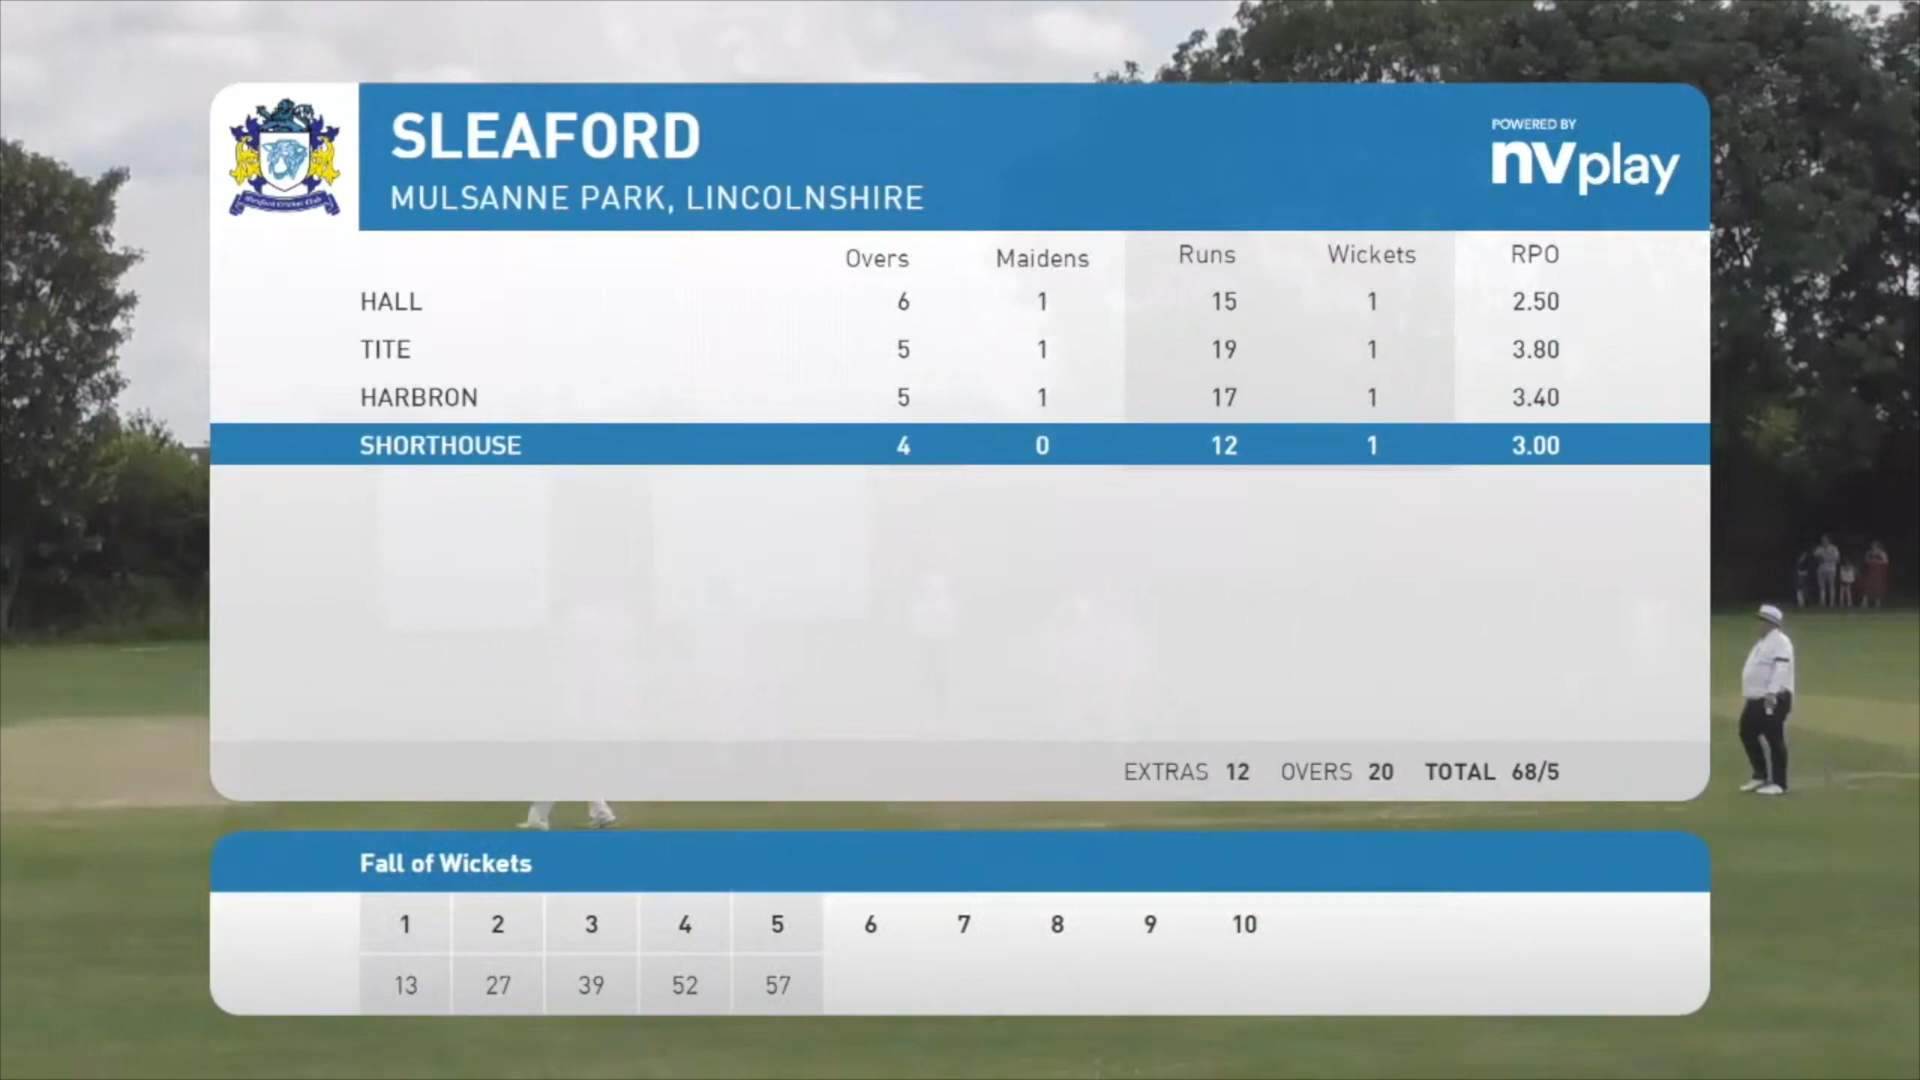 SLEAFORD
MULSANNE PARK, LINCOLNSHIRE
POWERED BY
nvplay
Sleaford Cricket Club
Overs Maidens Runs Wickets RPO
HALL 6 1 15 1 2.50
TITE 5 1 19 1 3.80
HARBRON 5 1 17 1 3.40
SHORTHOUSE 4 0 12 1 3.00
EXTRAS 12 OVERS 20 TOTAL 68/5
Fall of Wickets
1 2 3 4 5 6 7 8 9 10
13 27 39 52 57